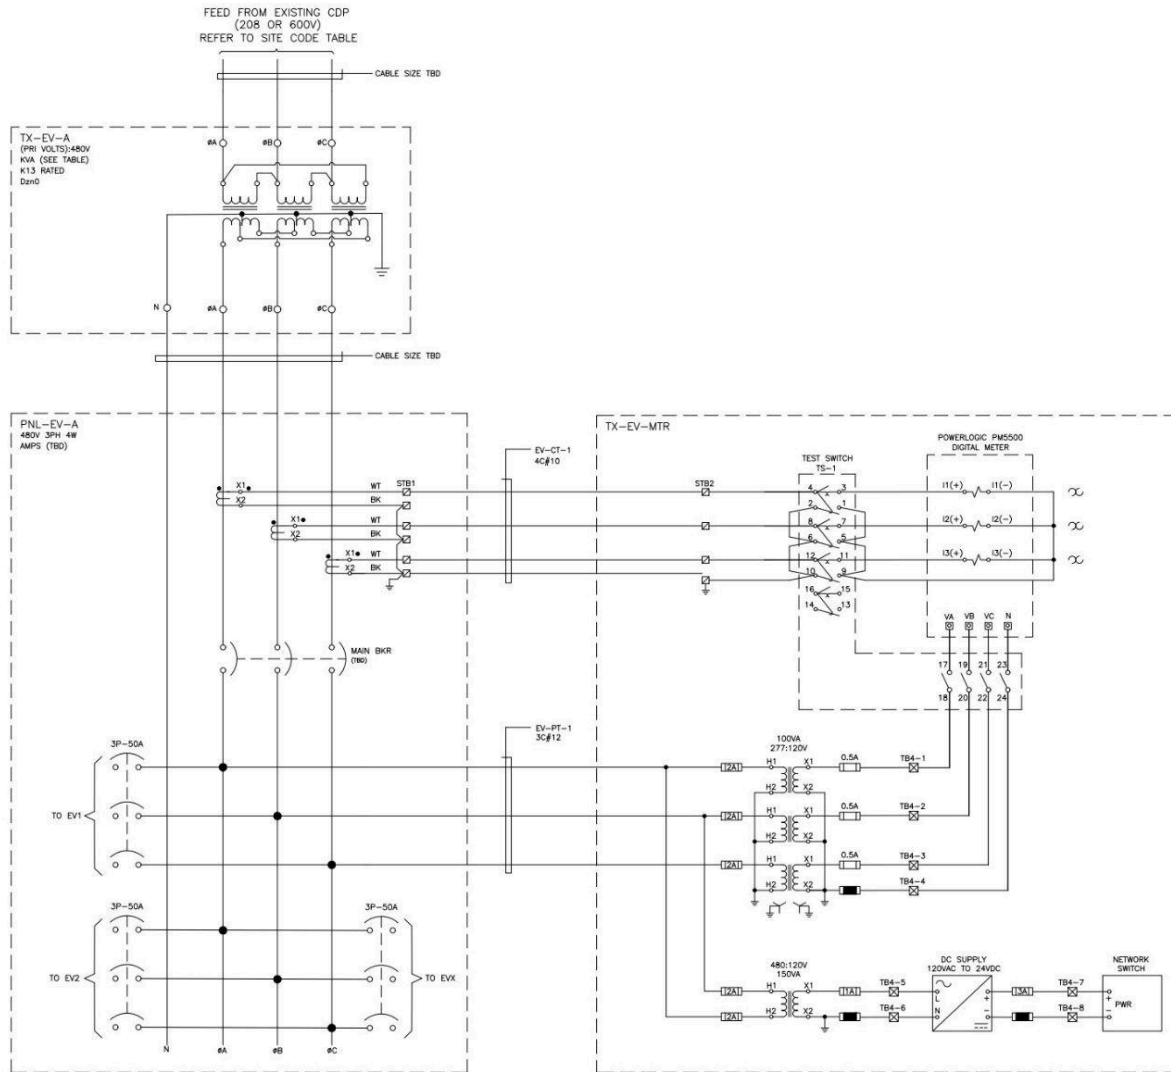 FEED FROM EXISTING CDP
(208 OR 600V)
REFER TO SITE CODE TABLE
CABLE SIZE TBD
TX-EV-A
(PRI VOLTS):480V
KVA (SEE TABLE)
K13 RATED
Dzn0
øA øB øC
N øA øB øC
CABLE SIZE TBD
PNL-EV-A
480V 3PH 4W
AMPS (TBD)
EV-CT-1
4C#10
TX-EV-MTR
POWERLOGIC PM5500
DIGITAL METER
TEST SWITCH
TS-1
X1 WT STB1 STB2 4 3 I1(+) I1(-)
X2 BK 2 1
X1 WT 8 7 I2(+) I2(-)
X2 BK 6 5
X1 WT 12 11 I3(+) I3(-)
X2 BK 10 9
16 15
14 13
VA VB VC N
MAIN BKR
(TBD)
17 19 21 23
18 20 22 24
EV-PT-1
3C#12
3P-50A
TO EV1
100VA
277:120V
[2A] H1 X1 0.5A TB4-1
H2 X2
[2A] H1 X1 0.5A TB4-2
H2 X2
[2A] H1 X1 0.5A TB4-3
H2 X2 TB4-4
3P-50A 3P-50A
TO EV2 TO EVX
N øA øB øC
480:120V
150VA
DC SUPPLY
120VAC TO 24VDC
NETWORK
SWITCH
[2A] H1 X1 [1A] TB4-5 L + [3A] TB4-7 +
PWR
[2A] H2 X2 TB4-6 N - TB4-8 -